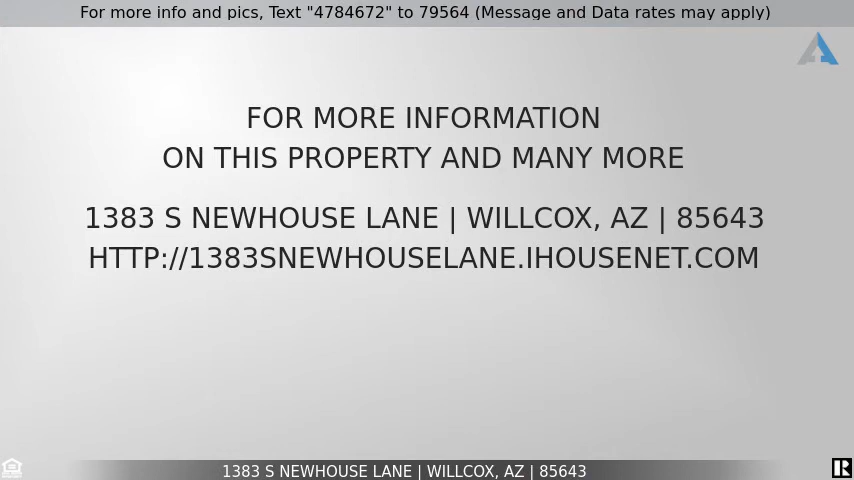 For more info and pics, Text "4784672" to 79564 (Message and Data rates may apply)
FOR MORE INFORMATION
ON THIS PROPERTY AND MANY MORE
1383 S NEWHOUSE LANE | WILLCOX, AZ | 85643
HTTP://1383SNEWHOUSELANE.IHOUSENET.COM
1383 S NEWHOUSE LANE | WILLCOX, AZ | 85643